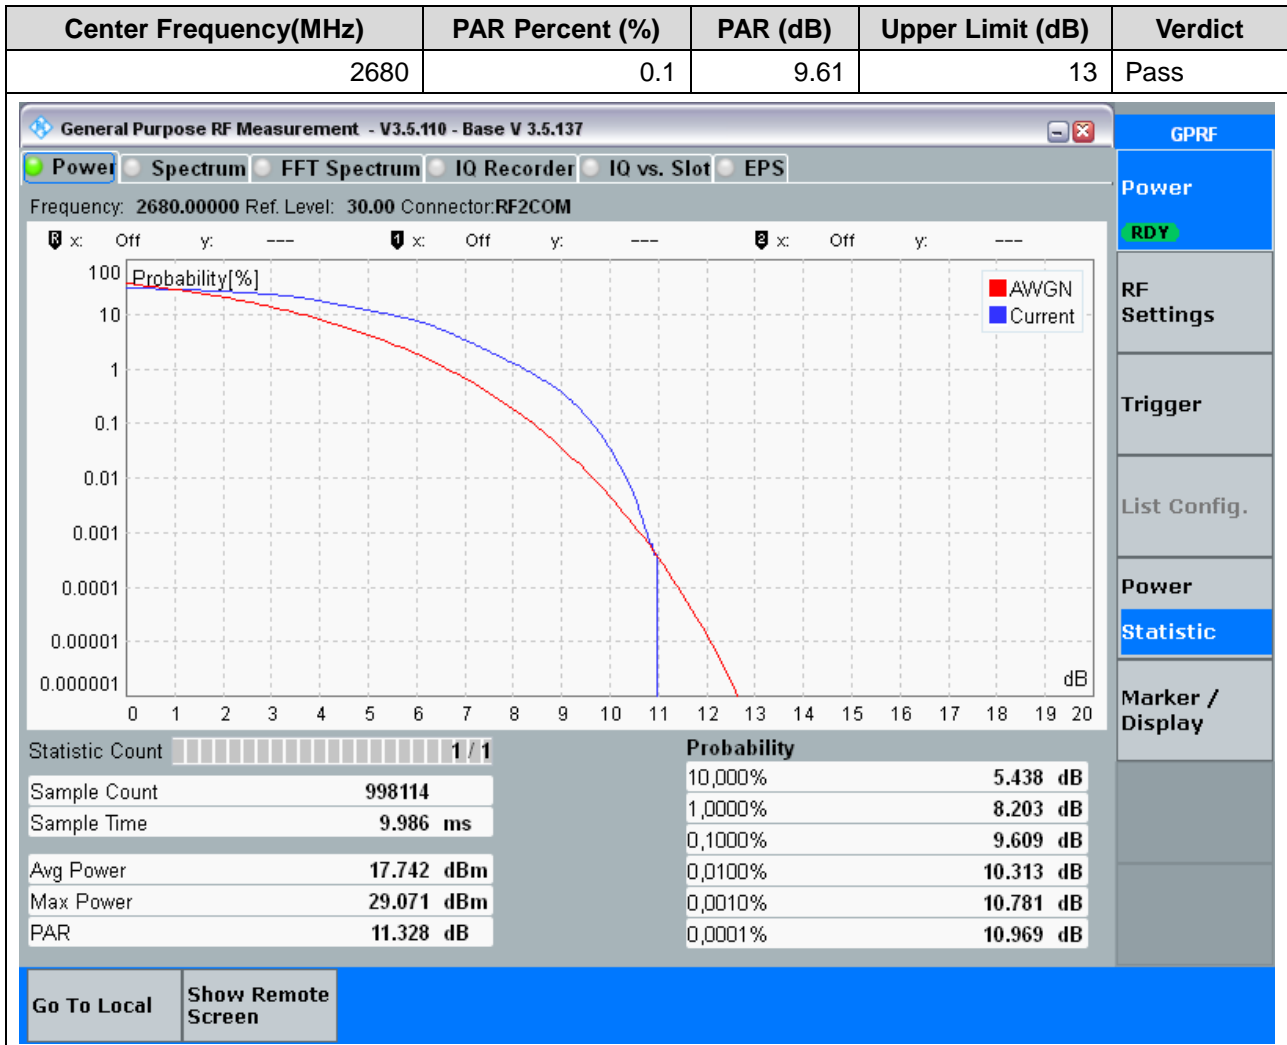 Center Frequency(MHz) PAR Percent (%) PAR (dB) Upper Limit (dB) Verdict
2680 0.1 9.61 13 Pass
General Purpose RF Measurement - V3.5.110 - Base V 3.5.137
GPRF
Power Spectrum FFT Spectrum IQ Recorder IQ vs. Slot EPS
Power
RDY
Frequency: 2680.00000 Ref. Level: 30.00 Connector:RF2COM
R x: Off y: --- 1 x: Off y: --- 2 x: Off y: ---
Probability[%]
AWGN
Current
100
10
1
0.1
0.01
0.001
0.0001
0.00001
0.000001
dB
0 1 2 3 4 5 6 7 8 9 10 11 12 13 14 15 16 17 18 19 20
RF
Settings
Trigger
List Config.
Power
Statistic
Marker /
Display
Statistic Count 1 / 1
Sample Count 998114
Sample Time 9.986 ms
Avg Power 17.742 dBm
Max Power 29.071 dBm
PAR 11.328 dB
Probability
10,000% 5.438 dB
1,0000% 8.203 dB
0,1000% 9.609 dB
0,0100% 10.313 dB
0,0010% 10.781 dB
0,0001% 10.969 dB
Go To Local
Show Remote
Screen